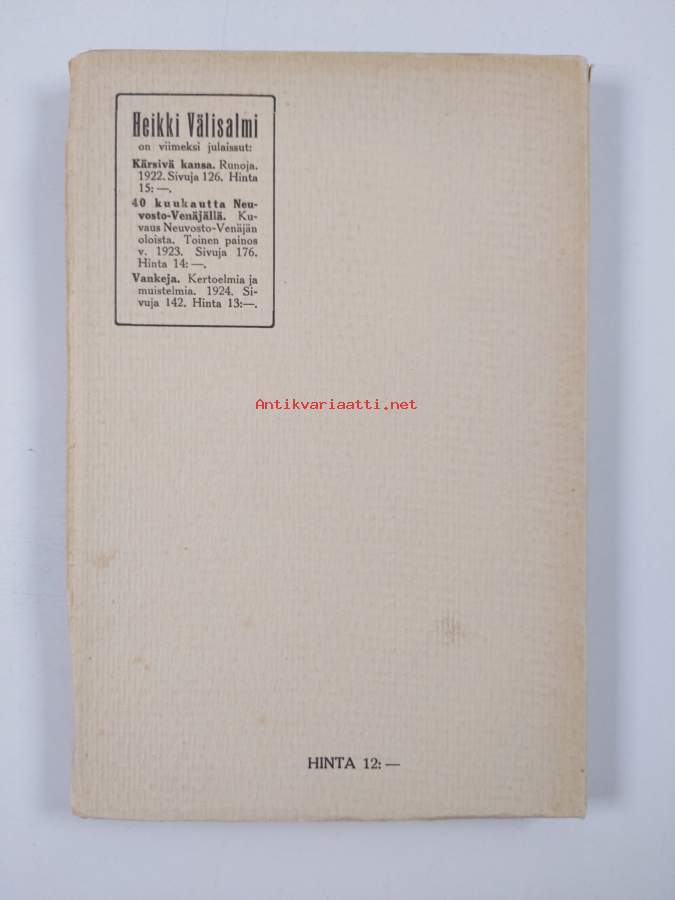 Heikki Välisalmi
on viimeksi julaissut:
Kärsivä kansa. Runoja.
1922. Sivuja 126. Hinta
15: —.
40 kuukautta Neu-
vosto-Venäjällä. Ku-
vaus Neuvosto-Venäjän
oloista. Toinen painos
v. 1923. Sivuja 176.
Hinta 14: —.
Vankeja. Kertoelmia ja
muistelmia. 1924. Si-
vuja 142. Hinta 13:—.
Antikvariaatti.net
HINTA 12: —